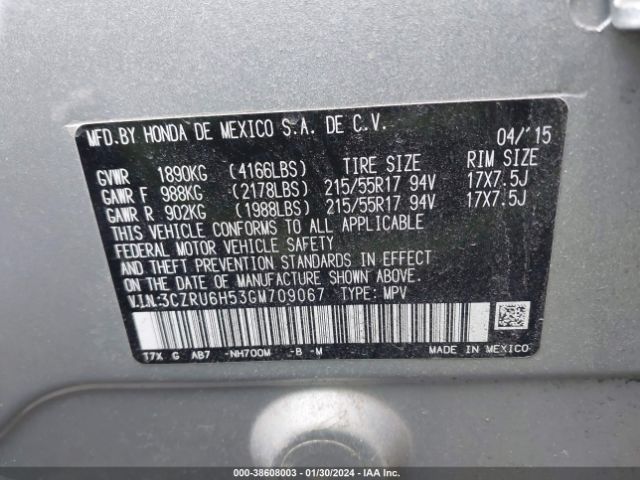 MFD.BY HONDA DE MEXICO S.A. DE C.V. 04/'15
GVWR 1890KG (4166LBS) TIRE SIZE RIM SIZE
GAWR F 988KG (2178LBS) 215/55R17 94V 17X7.5J
GAWR R 902KG (1988LBS) 215/55R17 94V 17X7.5J
THIS VEHICLE CONFORMS TO ALL APPLICABLE
FEDERAL MOTOR VEHICLE SAFETY
AND THEFT PREVENTION STANDARDS IN EFFECT
ON THE DATE OF MANUFACTURE SHOWN ABOVE.
V.I.N:3CZRU6H53GM709067 TYPE: MPV
T7X G AB7 -NH700M -B -M MADE IN MEXICO
000-38608003 - 01/30/2024 - IAA Inc.